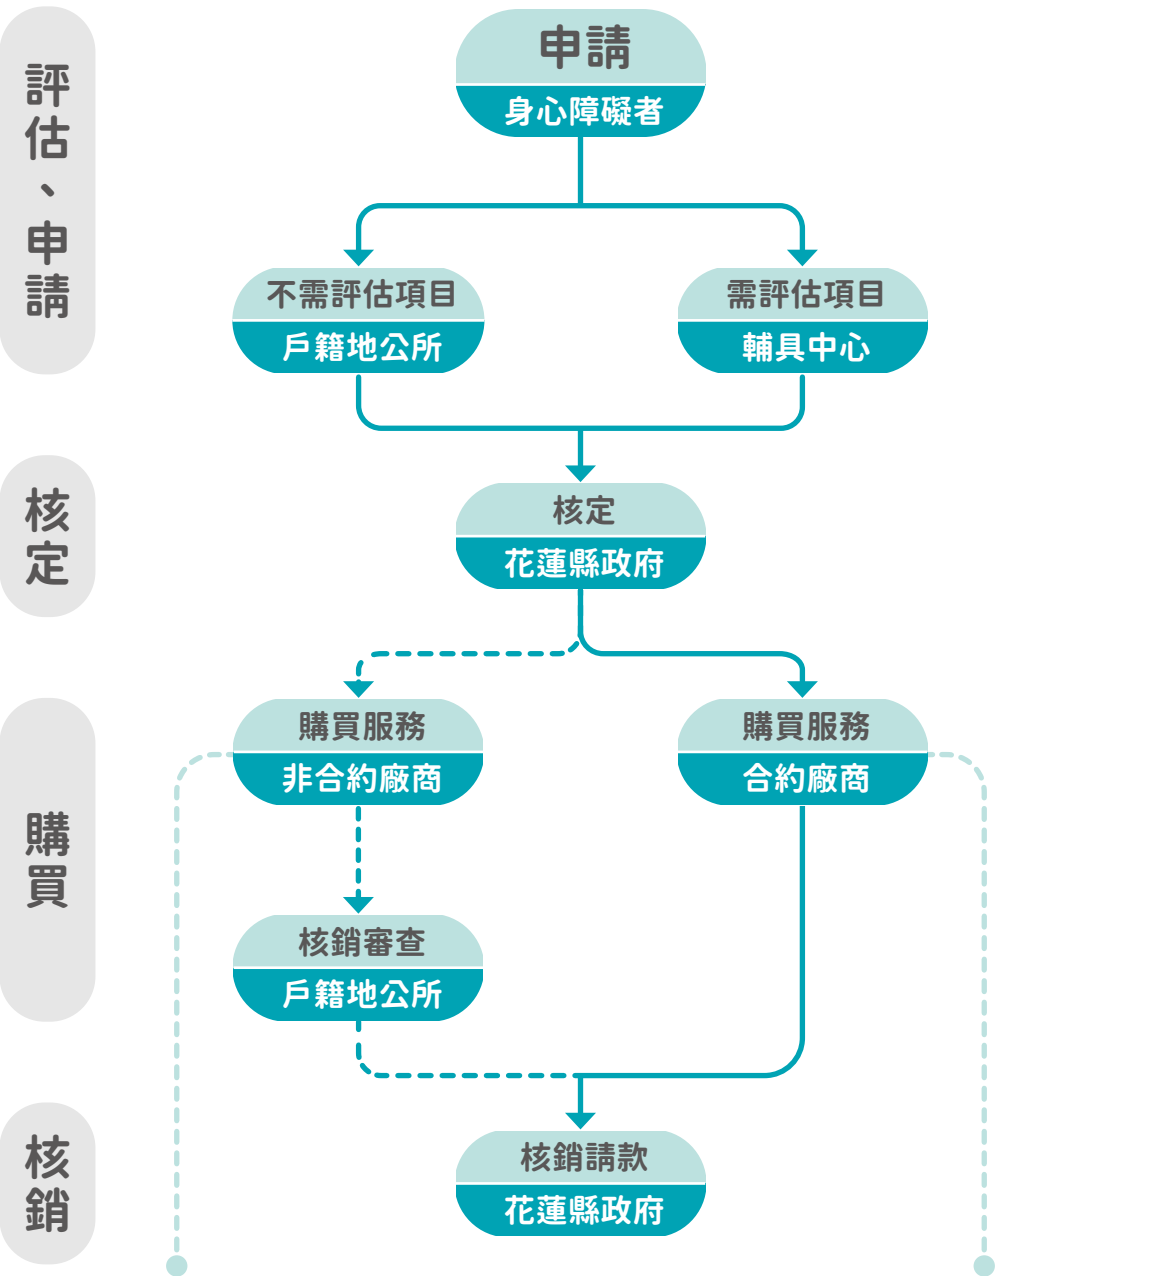 評估、申請
申請
身心障礙者
不需評估項目
戶籍地公所
需評估項目
輔具中心
核定
核定
花蓮縣政府
購買
購買服務
非合約廠商
購買服務
合約廠商
核銷審查
戶籍地公所
核銷
核銷請款
花蓮縣政府